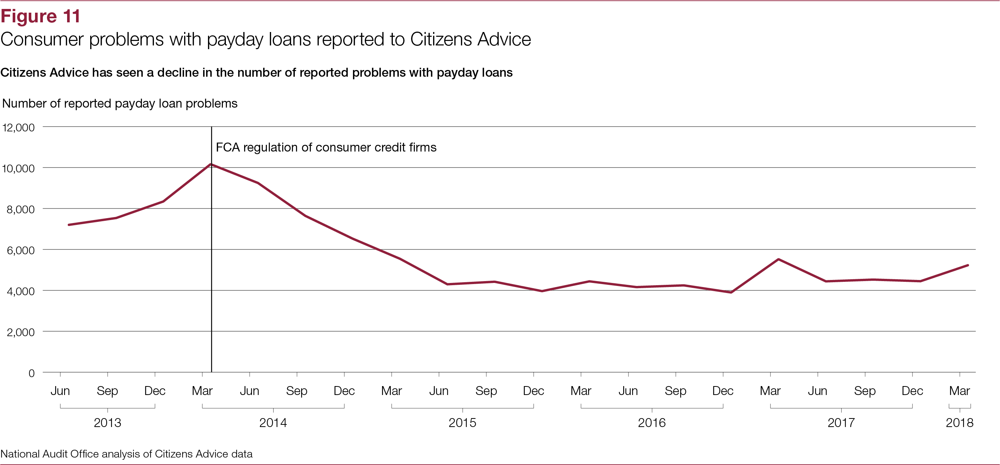 Figure 11
Consumer problems with payday loans reported to Citizens Advice
Citizens Advice has seen a decline in the number of reported problems with payday loans
Number of reported payday loan problems
12,000
FCA regulation of consumer credit firms
10,000
8,000
6,000
4,000
2,000
0
Jun Sep Dec Mar Jun Sep Dec Mar Jun Sep Dec Mar Jun Sep Dec Mar Jun Sep Dec Mar
2013 2014 2015 2016 2017 2018
National Audit Office analysis of Citizens Advice data